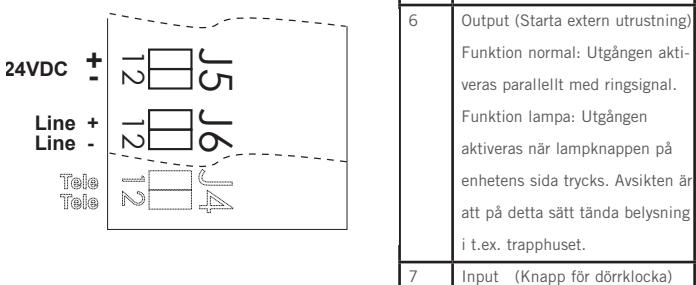 24VDC + -
1 2 J5
Line +
Line -
1 2 J6
Tele
Tele
1 2 J4
6 Output (Starta extern utrustning)
Funktion normal: Utgången akti-
veras parallellt med ringsignal.
Funktion lampa: Utgången
aktiveras när lampknappen på
enhetens sida trycks. Avsikten är
att på detta sätt tända belysning
i t.ex. trapphuset.
7 Input (Knapp för dörrklocka)